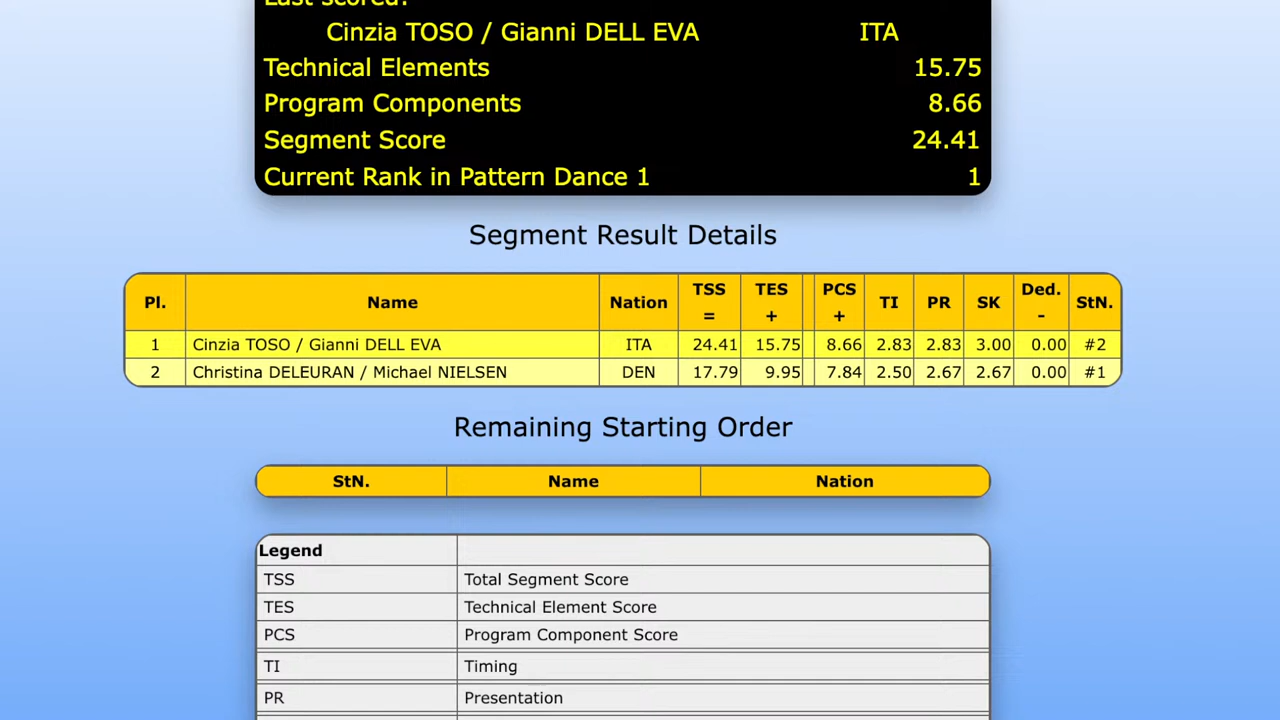 Last scored:
Cinzia TOSO / Gianni DELL EVA ITA
Technical Elements 15.75
Program Components 8.66
Segment Score 24.41
Current Rank in Pattern Dance 1 1
Segment Result Details
Pl. Name Nation TSS = TES + PCS + TI PR SK Ded. - StN.
1 Cinzia TOSO / Gianni DELL EVA ITA 24.41 15.75 8.66 2.83 2.83 3.00 0.00 #2
2 Christina DELEURAN / Michael NIELSEN DEN 17.79 9.95 7.84 2.50 2.67 2.67 0.00 #1
Remaining Starting Order
StN. Name Nation
Legend
TSS Total Segment Score
TES Technical Element Score
PCS Program Component Score
TI Timing
PR Presentation